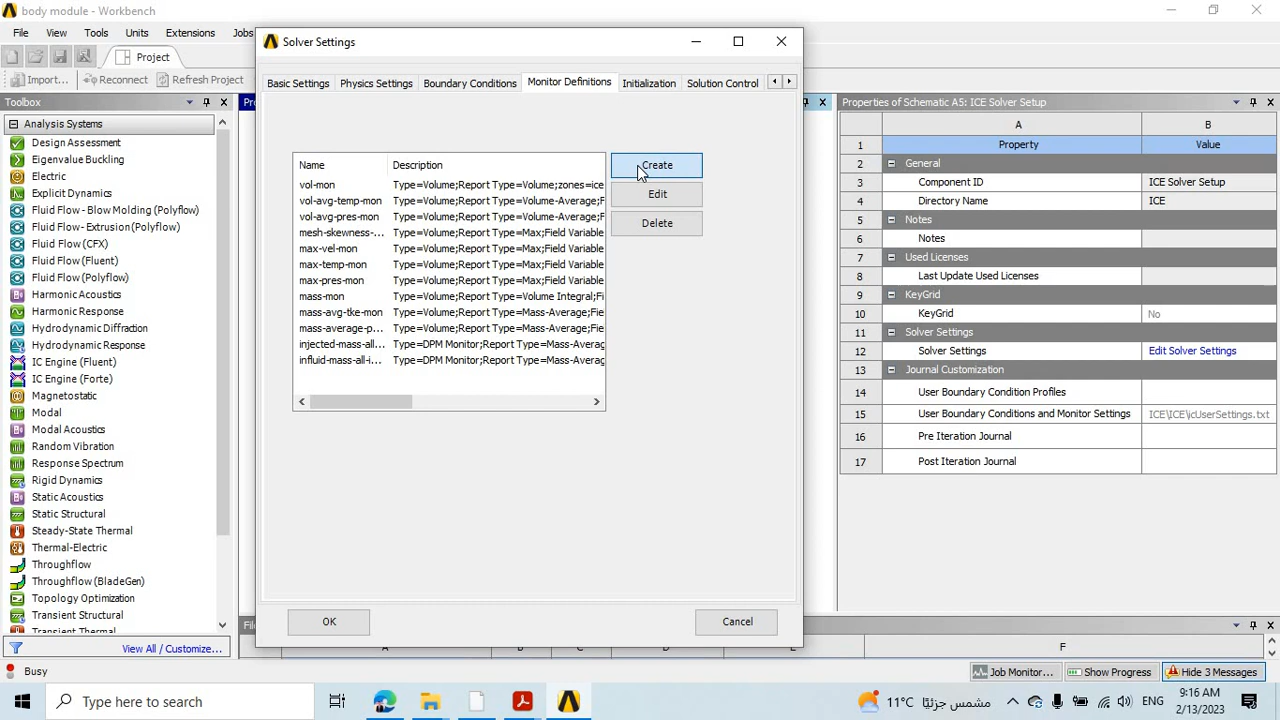 body module - Workbench
File View Tools Units Extensions Jobs
Project
Import... Reconnect Refresh Project
Toolbox
Analysis Systems
Design Assessment
Eigenvalue Buckling
Electric
Explicit Dynamics
Fluid Flow - Blow Molding (Polyflow)
Fluid Flow - Extrusion(Polyflow)
Fluid Flow (CFX)
Fluid Flow (Fluent)
Fluid Flow (Polyflow)
Harmonic Acoustics
Harmonic Response
Hydrodynamic Diffraction
Hydrodynamic Response
IC Engine (Fluent)
IC Engine (Forte)
Magnetostatic
Modal
Modal Acoustics
Random Vibration
Response Spectrum
Rigid Dynamics
Static Acoustics
Static Structural
Steady-State Thermal
Thermal-Electric
Throughflow
Throughflow (BladeGen)
Topology Optimization
Transient Structural
Transient Thermal
View All / Customize...
Solver Settings
Basic Settings Physics Settings Boundary Conditions Monitor Definitions Initialization Solution Control
Name Description
vol-mon Type=Volume;Report Type=Volume;zones=ice
vol-avg-temp-mon Type=Volume;Report Type=Volume-Average;F
vol-avg-pres-mon Type=Volume;Report Type=Volume-Average;F
mesh-skewness-... Type=Volume;Report Type=Max;Field Variable
max-vel-mon Type=Volume;Report Type=Max;Field Variable
max-temp-mon Type=Volume;Report Type=Max;Field Variable
max-pres-mon Type=Volume;Report Type=Max;Field Variable
mass-mon Type=Volume;Report Type=Volume Integral;Fi
mass-avg-tke-mon Type=Volume;Report Type=Mass-Average;Fie
mass-average-p... Type=Volume;Report Type=Mass-Average;Fie
injected-mass-all... Type=DPM Monitor;Report Type=Mass-Averag
influid-mass-all-i... Type=DPM Monitor;Report Type=Mass-Averag
Create
Edit
Delete
OK Cancel
Properties of Schematic A5: ICE Solver Setup
A B
1 Property Value
2 General
3 Component ID ICE Solver Setup
4 Directory Name ICE
5 Notes
6 Notes
7 Used Licenses
8 Last Update Used Licenses
9 KeyGrid
10 KeyGrid No
11 Solver Settings
12 Solver Settings Edit Solver Settings
13 Journal Customization
14 User Boundary Condition Profiles
15 User Boundary Conditions and Monitor Settings ICE\ICE\icUserSettings.txt
16 Pre Iteration Journal
17 Post Iteration Journal
F
Busy
Job Monitor... Show Progress Hide 3 Messages
Type here to search
11°C مشمس جزئيًا ENG
9:16 AM
2/13/2023